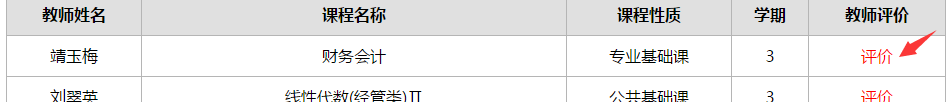 教师姓名 课程名称 课程性质 学期 教师评价
靖玉梅 财务会计 专业基础课 3 评价
刘翠英 线性代数(经管类)Ⅱ 公共基础课 3 评价